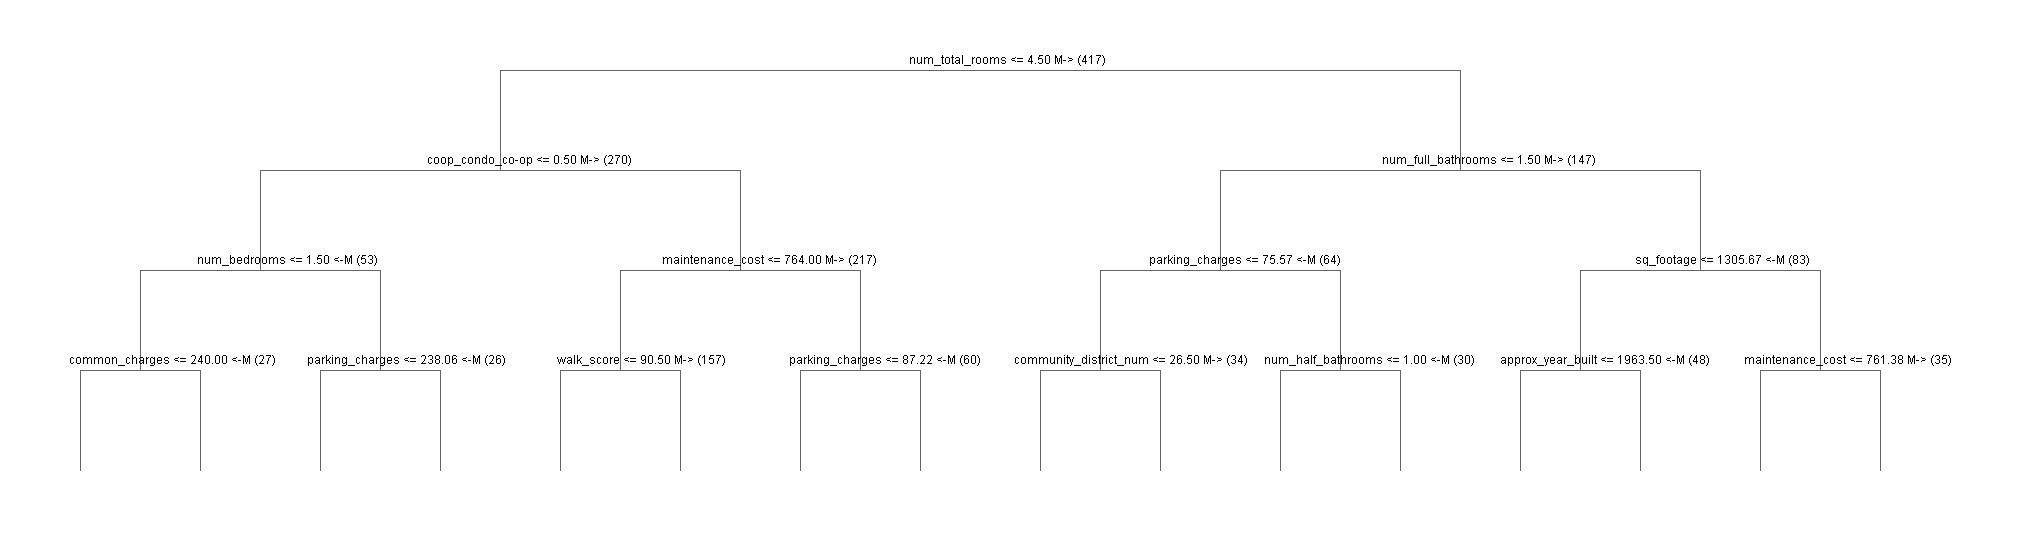 num_total_rooms <= 4.50 M-> (417)
coop_condo_co-op <= 0.50 M-> (270)
num_full_bathrooms <= 1.50 M-> (147)
num_bedrooms <= 1.50 <-M (53)
maintenance_cost <= 764.00 M-> (217)
parking_charges <= 75.57 <-M (64)
sq_footage <= 1305.67 <-M (83)
common_charges <= 240.00 <-M (27)
parking_charges <= 238.06 <-M (26)
walk_score <= 90.50 M-> (157)
parking_charges <= 87.22 <-M (60)
community_district_num <= 26.50 M-> (34)
num_half_bathrooms <= 1.00 <-M (30)
approx_year_built <= 1963.50 <-M (48)
maintenance_cost <= 761.38 M-> (35)